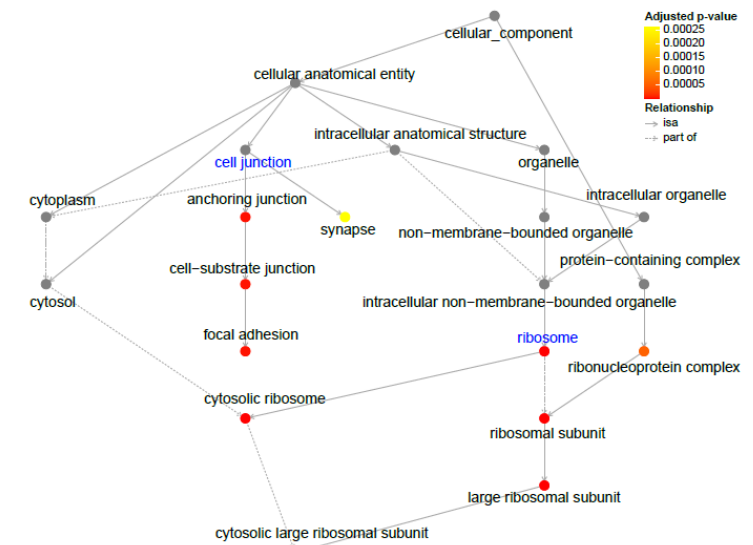 Adjusted p-value
cellular_component
0.00025
0.00020
0.00015
0.00010
0.00005
cellular anatomical entity
Relationship
isa
part of
intracellular anatomical structure
cell junction
organelle
cytoplasm
anchoring junction
intracellular organelle
synapse
non−membrane−bounded organelle
cell−substrate junction
protein−containing complex
cytosol
intracellular non−membrane−bounded organelle
focal adhesion
ribosome
ribonucleoprotein complex
cytosolic ribosome
ribosomal subunit
large ribosomal subunit
cytosolic large ribosomal subunit